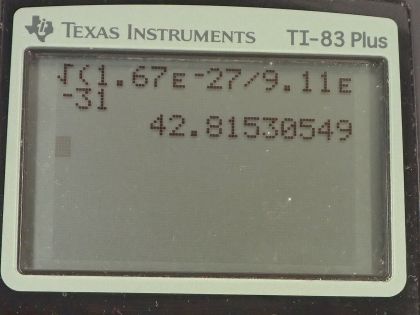 TEXAS INSTRUMENTS TI-83 Plus
√(1.67ᴇ-27/9.11ᴇ
-31
42.81530549